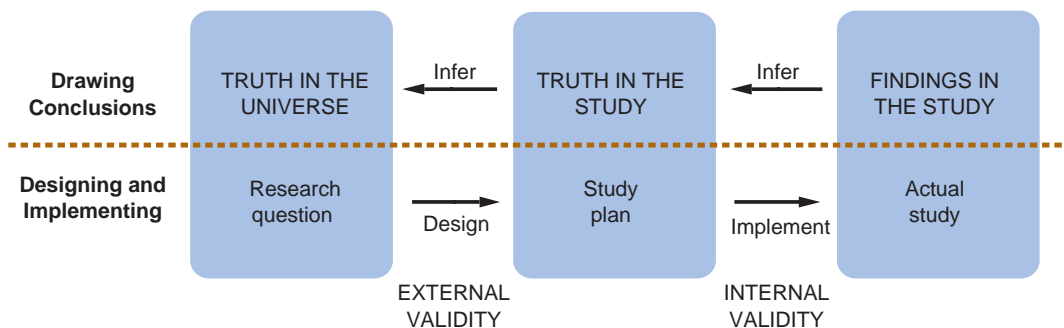 Drawing
Conclusions
TRUTH IN THE
UNIVERSE
Infer
TRUTH IN THE
STUDY
Infer
FINDINGS IN
THE STUDY
Designing and
Implementing
Research
question
Design
Study
plan
Implement
Actual
study
EXTERNAL
VALIDITY
INTERNAL
VALIDITY